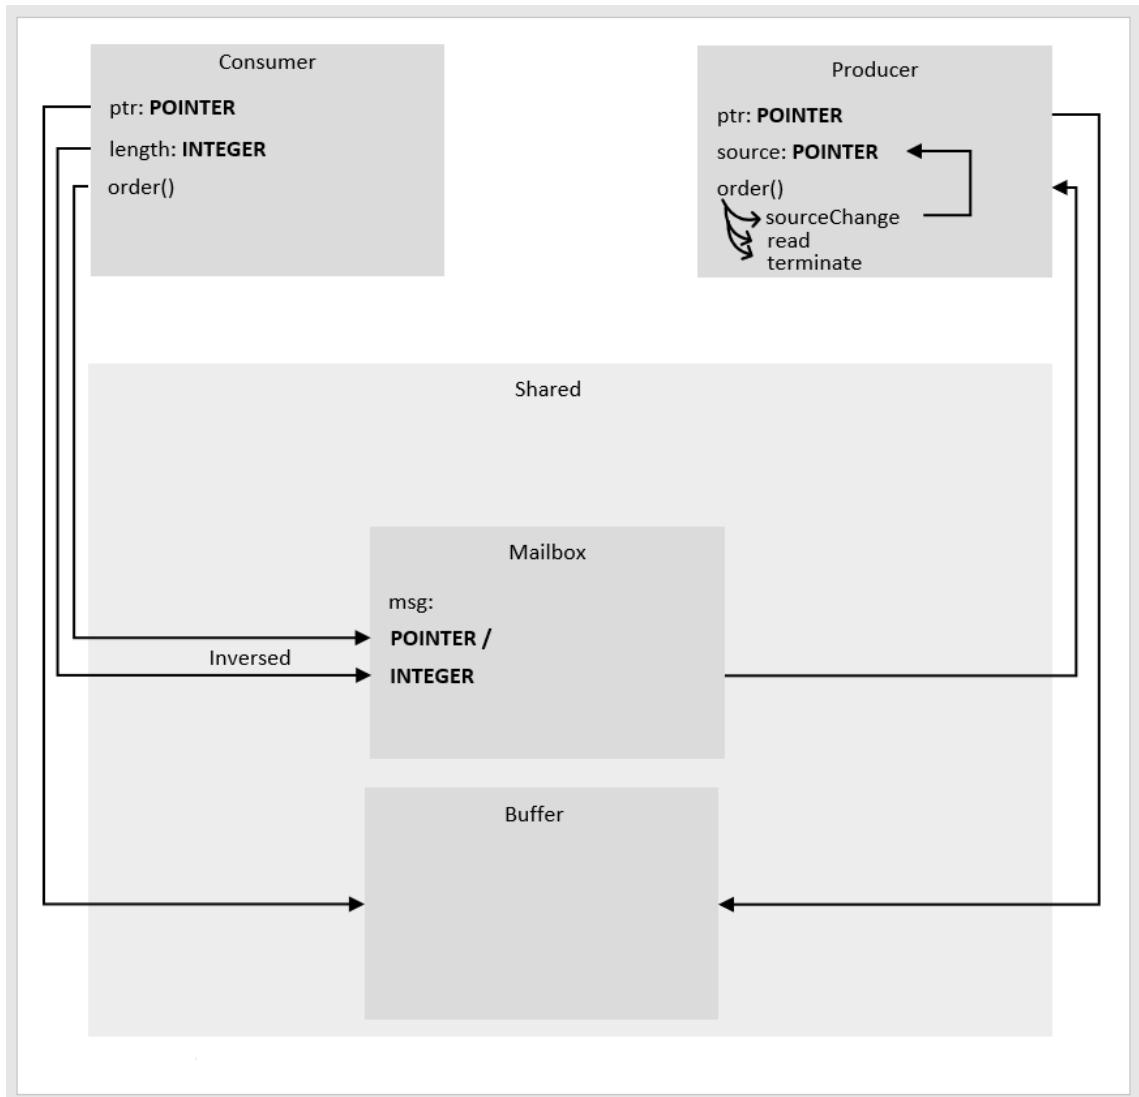 Consumer
ptr: POINTER
length: INTEGER
order()
Producer
ptr: POINTER
source: POINTER
order()
sourceChange
read
terminate
Shared
Mailbox
msg:
POINTER /
INTEGER
Inversed
Buffer